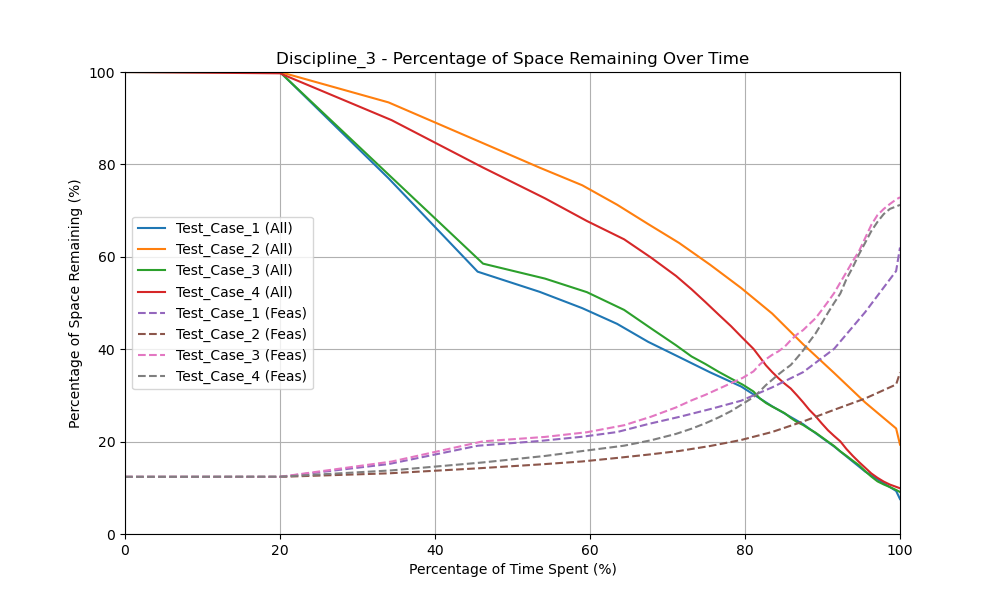 Discipline_3 - Percentage of Space Remaining Over Time
Percentage of Space Remaining (%)
100
80
60
40
20
0
Test_Case_1 (All)
Test_Case_2 (All)
Test_Case_3 (All)
Test_Case_4 (All)
Test_Case_1 (Feas)
Test_Case_2 (Feas)
Test_Case_3 (Feas)
Test_Case_4 (Feas)
0 20 40 60 80 100
Percentage of Time Spent (%)